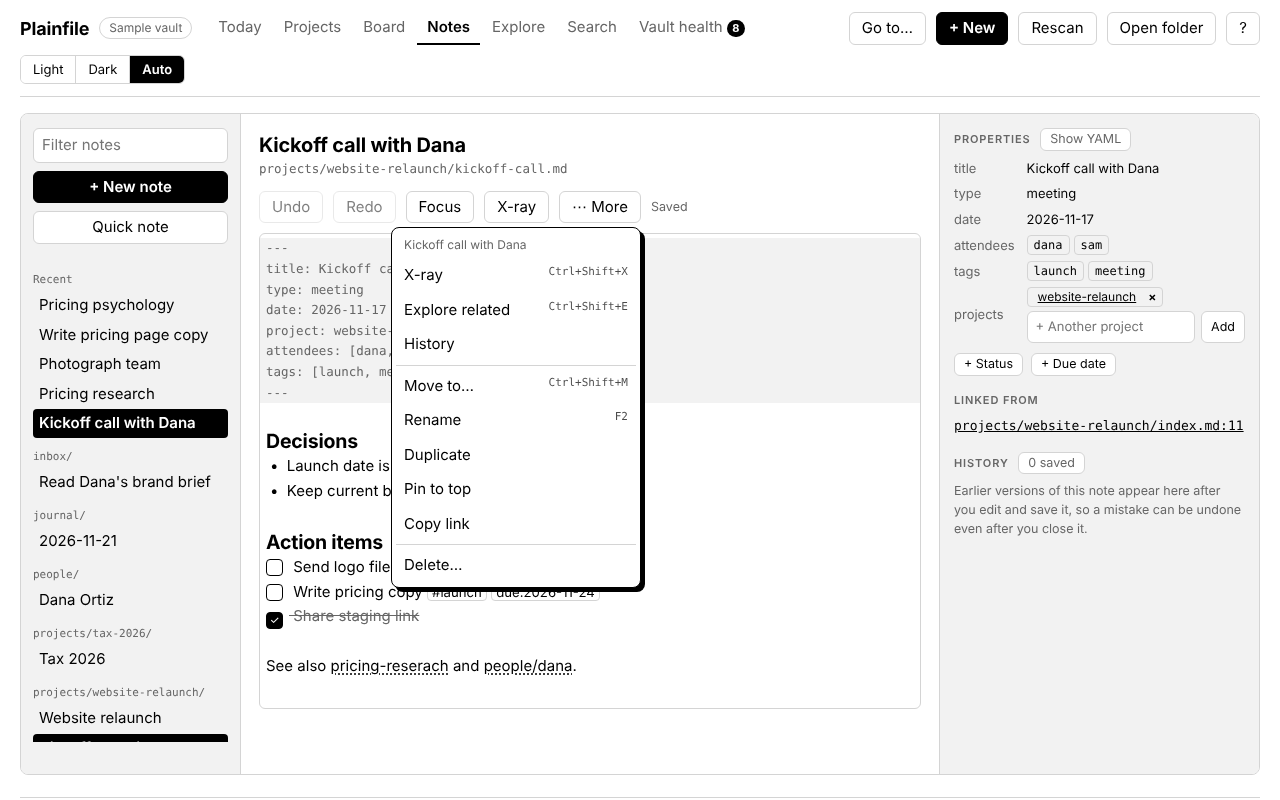 Plainfile Sample vault Today Projects Board Notes Explore Search Vault health 8 Go to... + New Rescan Open folder ?
Light Dark Auto
Filter notes
+ New note
Quick note
Recent
Pricing psychology
Write pricing page copy
Photograph team
Pricing research
Kickoff call with Dana
inbox/
Read Dana's brand brief
journal/
2026-11-21
people/
Dana Ortiz
projects/tax-2026/
Tax 2026
projects/website-relaunch/
Website relaunch
Kickoff call with Dana
projects/website-relaunch/kickoff-call.md
Undo Redo Focus X-ray ··· More Saved
---
title: Kickoff
type: meeting
date: 2026-11-17
project:
attendees: [dana,
tags: [launch,
---
Decisions
Launch date is
Keep current
Action items
Send logo
Write pricing copy #launch due:2026-11-24
Share staging link
See also pricing-reserach and people/dana.
Kickoff call with Dana
X-ray Ctrl+Shift+X
Explore related Ctrl+Shift+E
History
Move to... Ctrl+Shift+M
Rename F2
Duplicate
Pin to top
Copy link
Delete...
PROPERTIES Show YAML
title Kickoff call with Dana
type meeting
date 2026-11-17
attendees dana sam
tags launch meeting
projects website-relaunch ×
+ Another project Add
+ Status + Due date
LINKED FROM
projects/website-relaunch/index.md:11
HISTORY 0 saved
Earlier versions of this note appear here after
you edit and save it, so a mistake can be undone
even after you close it.